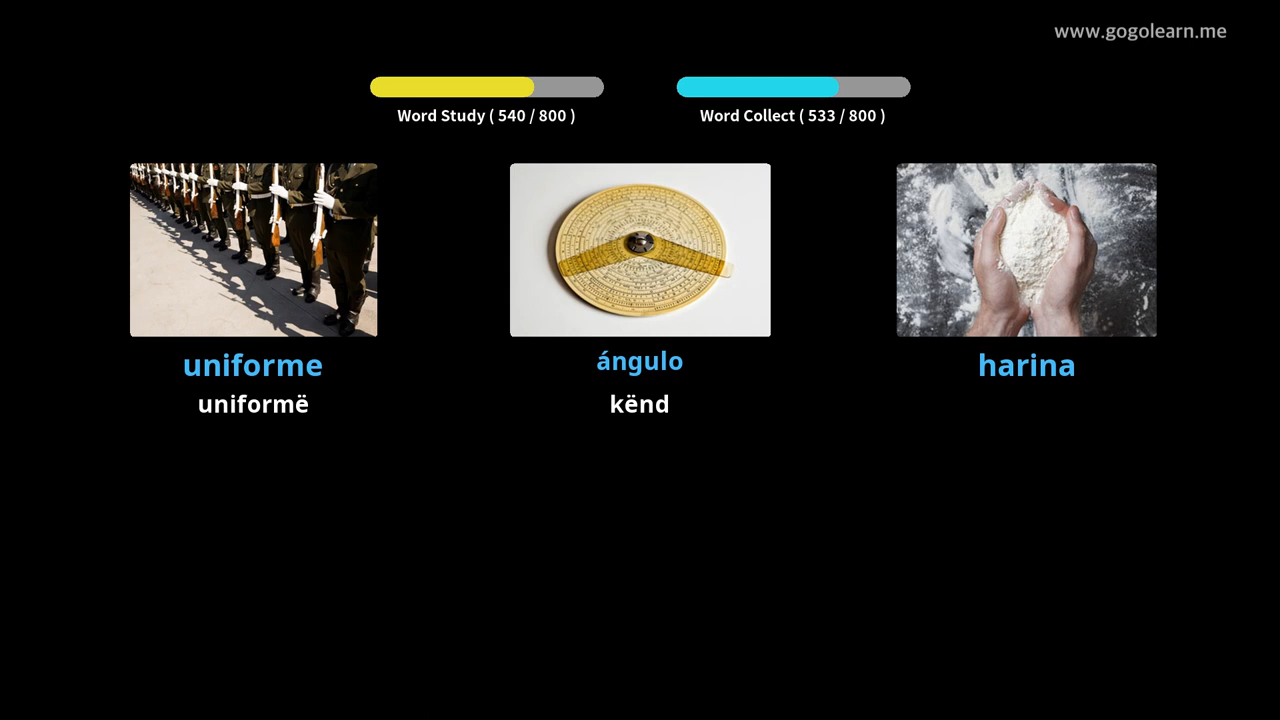 www.gogolearn.me
Word Study ( 540 / 800 )
Word Collect ( 533 / 800 )
uniforme
uniformë
ángulo
kënd
harina